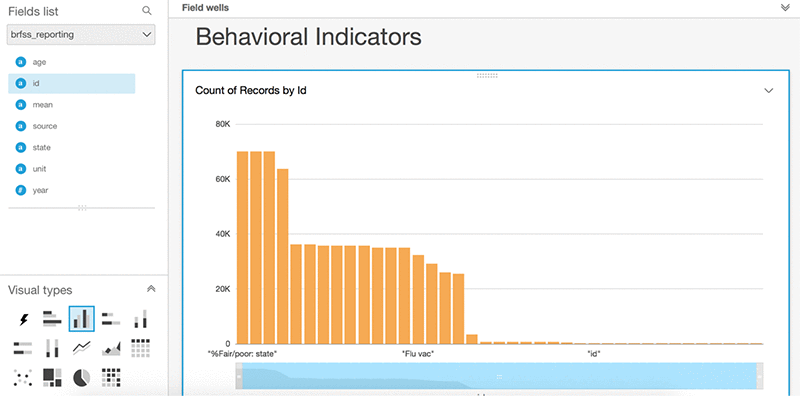 Fields list
brfss_reporting
a age
a id
a mean
a source
a state
a unit
# year
Visual types
Field wells
Behavioral Indicators
Count of Records by Id
80K
60K
40K
20K
0
"%Fair/poor: state" "Flu vac" "id"